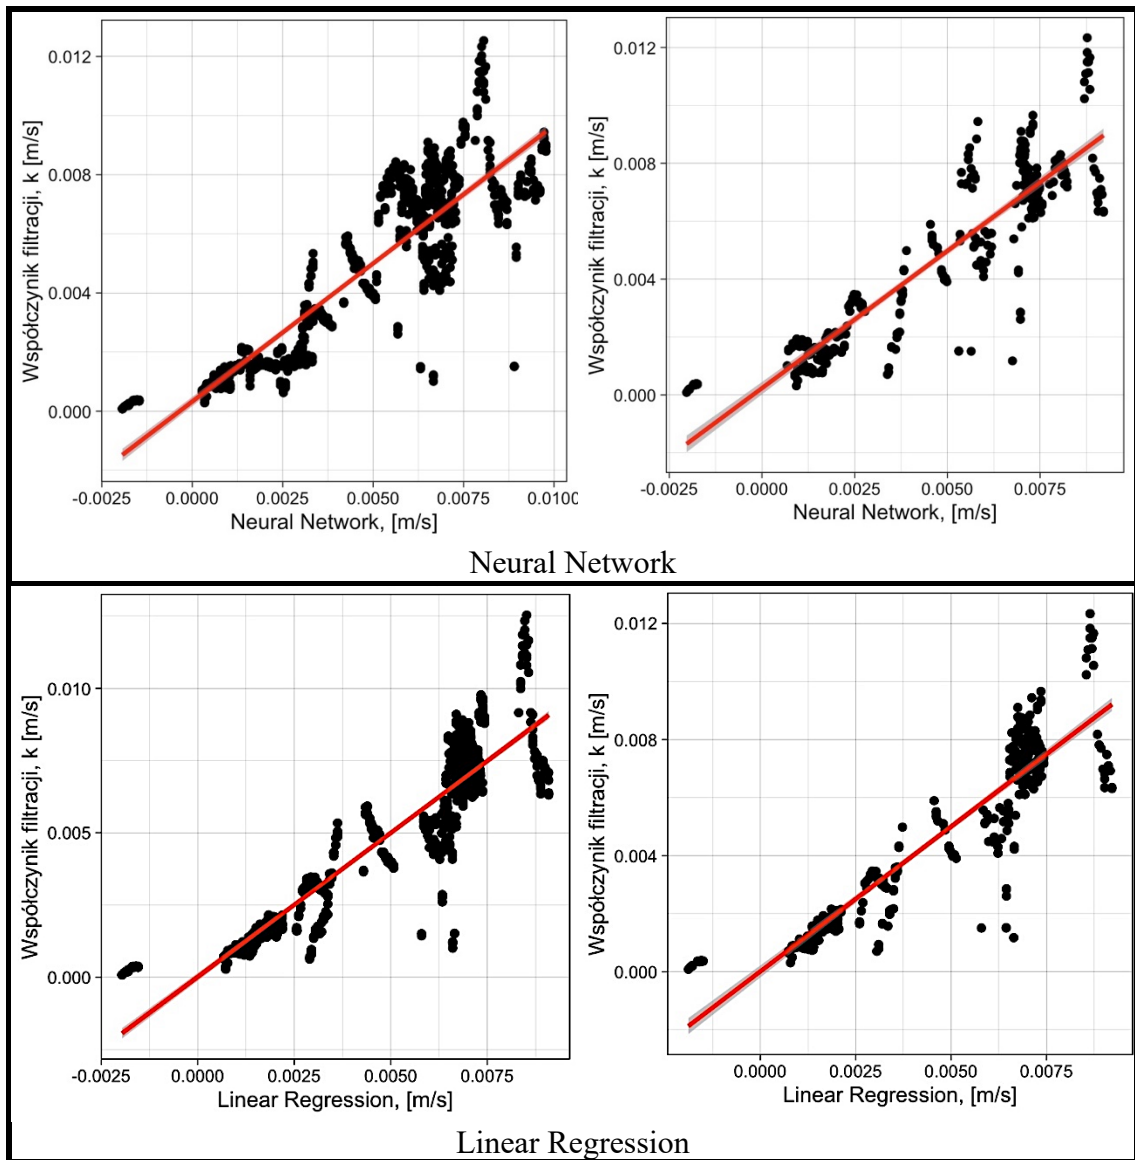 0.012
0.008
0.004
0.000
Współczynnik filtracji, k [m/s]
-0.0025 0.0000 0.0025 0.0050 0.0075 0.0100
Neural Network, [m/s]
0.012
0.008
0.004
0.000
Współczynnik filtracji, k [m/s]
-0.0025 0.0000 0.0025 0.0050 0.0075
Neural Network, [m/s]
Neural Network
0.010
0.005
0.000
Współczynnik filtracji, k [m/s]
-0.0025 0.0000 0.0025 0.0050 0.0075
Linear Regression, [m/s]
0.012
0.008
0.004
0.000
Współczynnik filtracji, k [m/s]
0.0000 0.0025 0.0050 0.0075
Linear Regression, [m/s]
Linear Regression